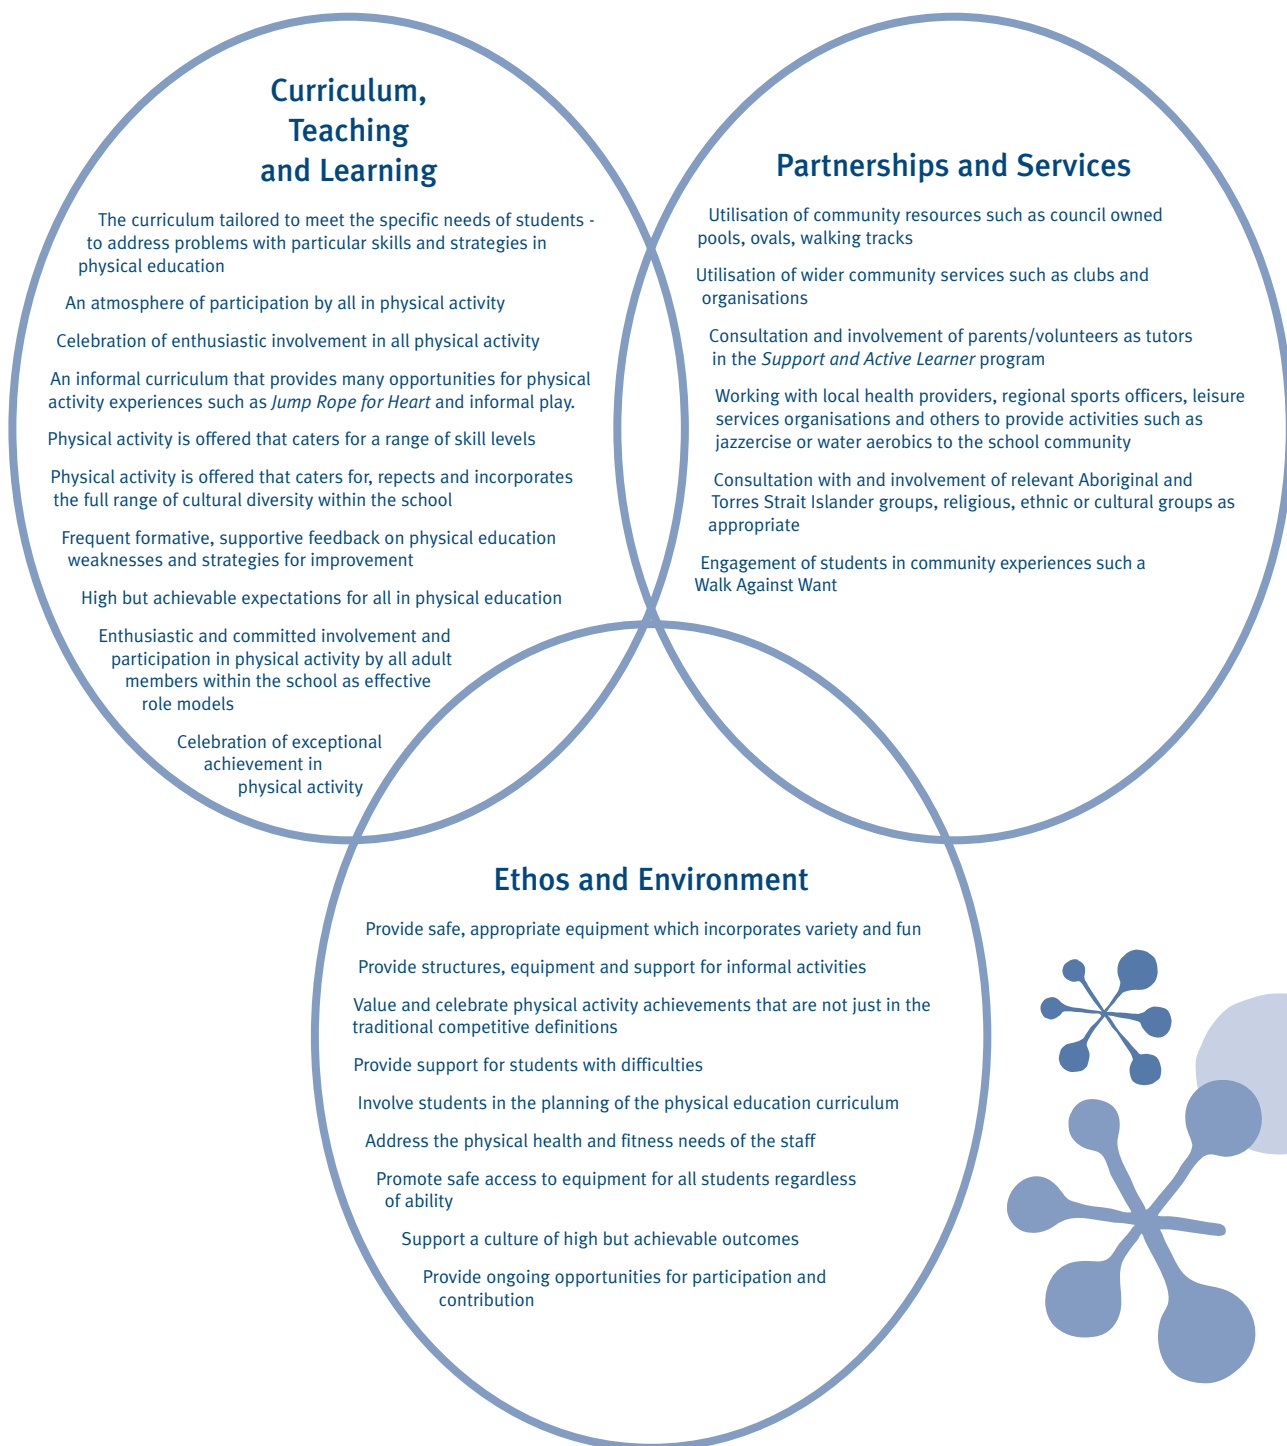 Curriculum,
Teaching
and Learning
The curriculum tailored to meet the specific needs of students -
to address problems with particular skills and strategies in
physical education
An atmosphere of participation by all in physical activity
Celebration of enthusiastic involvement in all physical activity
An informal curriculum that provides many opportunities for physical
activity experiences such as Jump Rope for Heart and informal play.
Physical activity is offered that caters for a range of skill levels
Physical activity is offered that caters for, repects and incorporates
the full range of cultural diversity within the school
Frequent formative, supportive feedback on physical education
weaknesses and strategies for improvement
High but achievable expectations for all in physical education
Enthusiastic and committed involvement and
participation in physical activity by all adult
members within the school as effective
role models
Celebration of exceptional
achievement in
physical activity
Partnerships and Services
Utilisation of community resources such as council owned
pools, ovals, walking tracks
Utilisation of wider community services such as clubs and
organisations
Consultation and involvement of parents/volunteers as tutors
in the Support and Active Learner program
Working with local health providers, regional sports officers, leisure
services organisations and others to provide activities such as
jazzercise or water aerobics to the school community
Consultation with and involvement of relevant Aboriginal and
Torres Strait Islander groups, religious, ethnic or cultural groups as
appropriate
Engagement of students in community experiences such a
Walk Against Want
Ethos and Environment
Provide safe, appropriate equipment which incorporates variety and fun
Provide structures, equipment and support for informal activities
Value and celebrate physical activity achievements that are not just in the
traditional competitive definitions
Provide support for students with difficulties
Involve students in the planning of the physical education curriculum
Address the physical health and fitness needs of the staff
Promote safe access to equipment for all students regardless
of ability
Support a culture of high but achievable outcomes
Provide ongoing opportunities for participation and
contribution